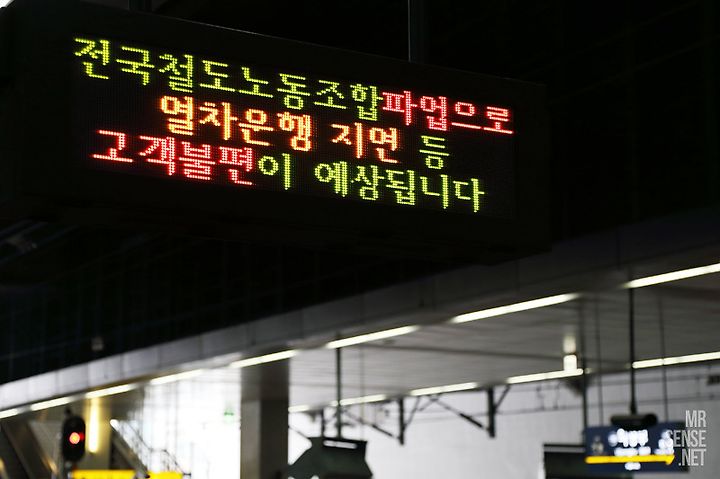 전국철도노동조합파업으로
열차운행 지연 등
고객불편이 예상됩니다
MR
SENSE
.NET